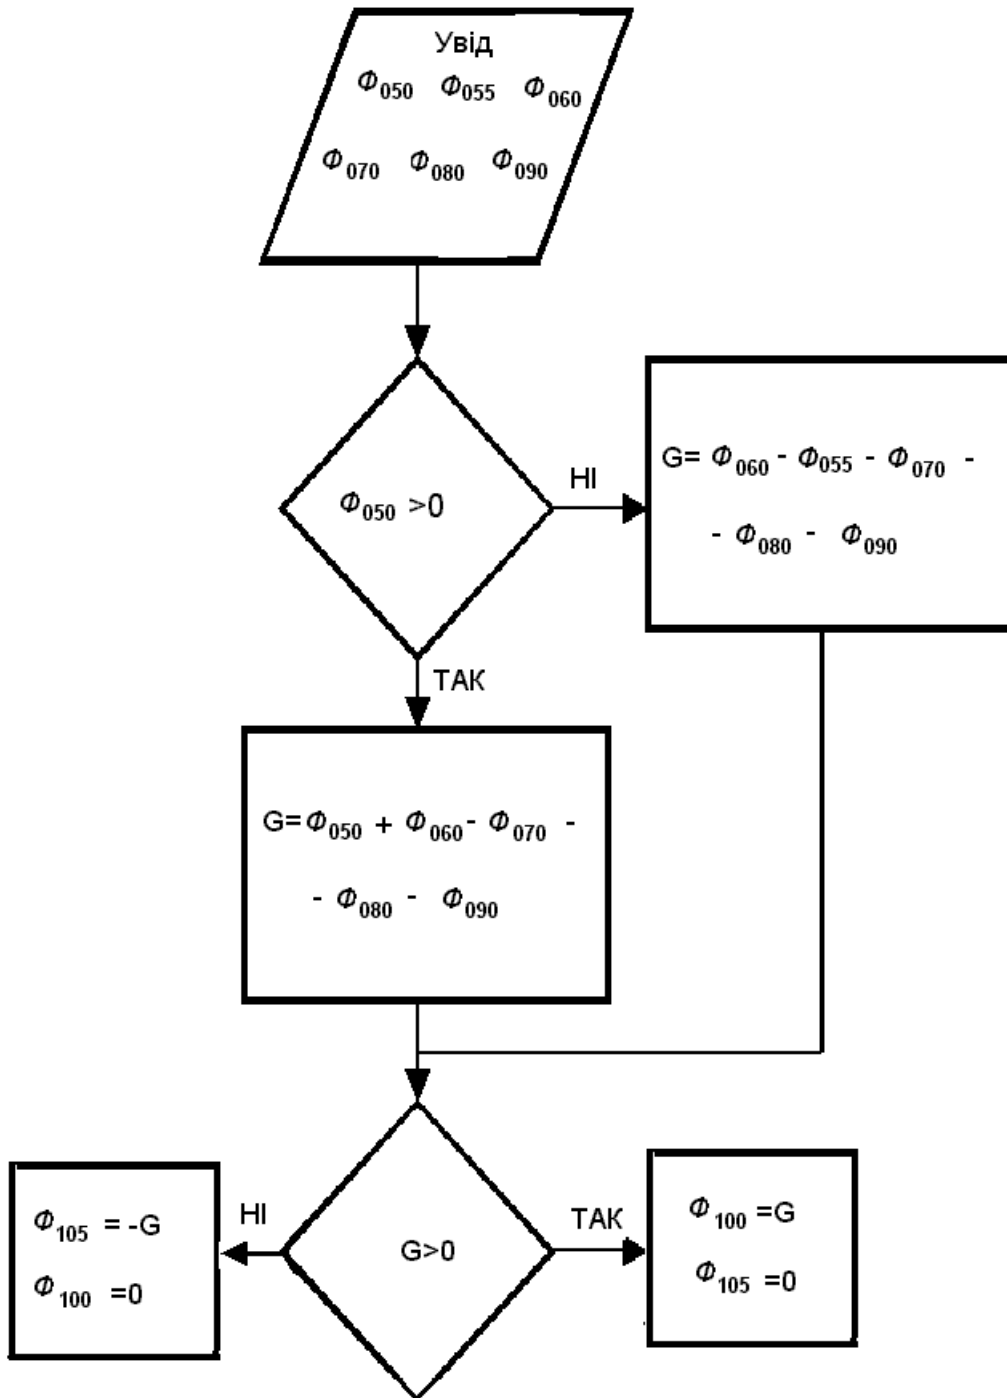 Увід
Ф050 Ф055 Ф060
Ф070 Ф080 Ф090
Ф050 >0
НІ
G= Ф060 - Ф055 - Ф070 -
- Ф080 - Ф090
ТАК
G=Ф050 + Ф060 - Ф070 -
- Ф080 - Ф090
G>0
НІ
Ф105 = -G
Ф100 =0
ТАК
Ф100 =G
Ф105 =0